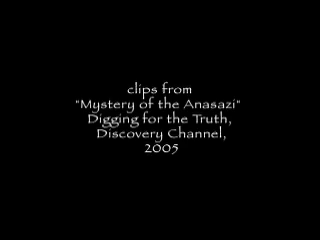 clips from
"Mystery of the Anasazi"
Digging for the Truth,
Discovery Channel,
2005